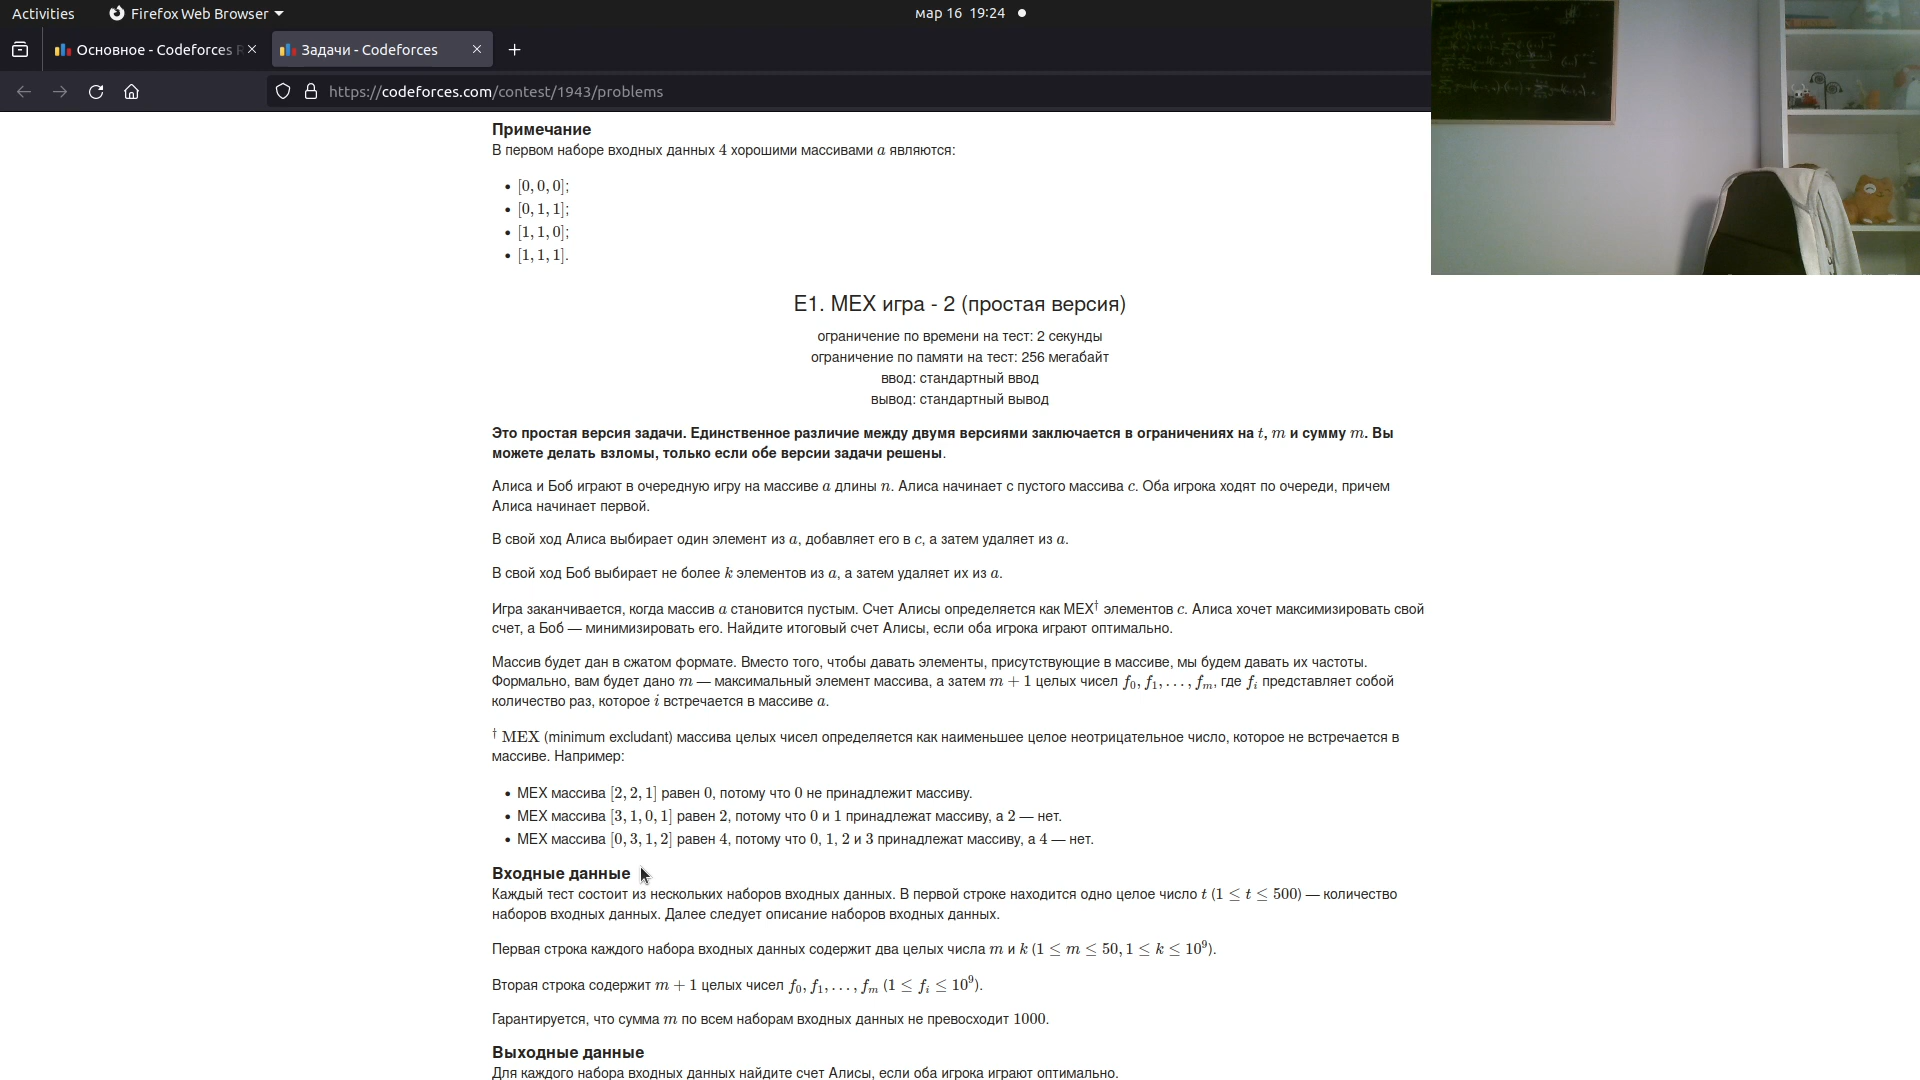 Activities
Firefox Web Browser
мар 16 19:24
Основное - Codeforces R
Задачи - Codeforces
https://codeforces.com/contest/1943/problems
Примечание
В первом наборе входных данных 4 хорошими массивами a являются:
• [0, 0, 0];
• [0, 1, 1];
• [1, 1, 0];
• [1, 1, 1].
E1. MEX игра - 2 (простая версия)
ограничение по времени на тест: 2 секунды
ограничение по памяти на тест: 256 мегабайт
ввод: стандартный ввод
вывод: стандартный вывод
Это простая версия задачи. Единственное различие между двумя версиями заключается в ограничениях на t, m и сумму m. Вы
можете делать взломы, только если обе версии задачи решены.
Алиса и Боб играют в очередную игру на массиве a длины n. Алиса начинает с пустого массива c. Оба игрока ходят по очереди, причем
Алиса начинает первой.
В свой ход Алиса выбирает один элемент из a, добавляет его в c, а затем удаляет из a.
В свой ход Боб выбирает не более k элементов из a, а затем удаляет их из a.
Игра заканчивается, когда массив a становится пустым. Счет Алисы определяется как MEX† элементов c. Алиса хочет максимизировать свой
счет, а Боб — минимизировать его. Найдите итоговый счет Алисы, если оба игрока играют оптимально.
Массив будет дан в сжатом формате. Вместо того, чтобы давать элементы, присутствующие в массиве, мы будем давать их частоты.
Формально, вам будет дано m — максимальный элемент массива, а затем m + 1 целых чисел f₀, f₁, . . . , fₘ, где fᵢ представляет собой
количество раз, которое i встречается в массиве a.
† MEX (minimum excludant) массива целых чисел определяется как наименьшее целое неотрицательное число, которое не встречается в
массиве. Например:
• MEX массива [2, 2, 1] равен 0, потому что 0 не принадлежит массиву.
• MEX массива [3, 1, 0, 1] равен 2, потому что 0 и 1 принадлежат массиву, а 2 — нет.
• MEX массива [0, 3, 1, 2] равен 4, потому что 0, 1, 2 и 3 принадлежат массиву, а 4 — нет.
Входные данные
Каждый тест состоит из нескольких наборов входных данных. В первой строке находится одно целое число t (1 ≤ t ≤ 500) — количество
наборов входных данных. Далее следует описание наборов входных данных.
Первая строка каждого набора входных данных содержит два целых числа m и k (1 ≤ m ≤ 50, 1 ≤ k ≤ 10⁹).
Вторая строка содержит m + 1 целых чисел f₀, f₁, . . . , fₘ (1 ≤ fᵢ ≤ 10⁹).
Гарантируется, что сумма m по всем наборам входных данных не превосходит 1000.
Выходные данные
Для каждого набора входных данных найдите счет Алисы, если оба игрока играют оптимально.